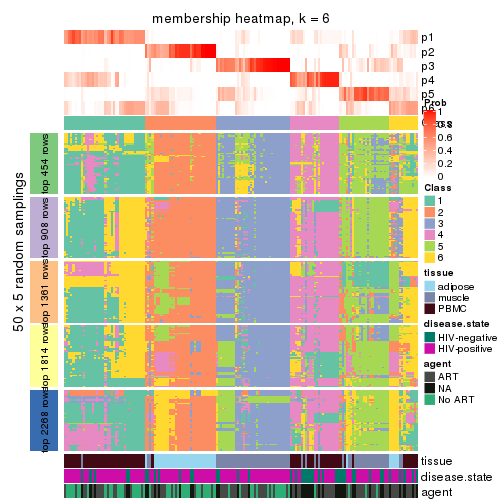 membership heatmap, k = 6
p1
p2
p3
p4
p5
p6
Prob
1
0.8
0.6
0.4
0.2
0
Class
1
2
3
4
5
6
tissue
adipose
muscle
PBMC
disease.state
HIV-negative
HIV-positive
agent
ART
NA
No ART
50 x 5 random samplings
top 454 rows
top 908 rows
top 1361 rows
top 1814 rows
top 2268 rows
tissue
disease.state
agent